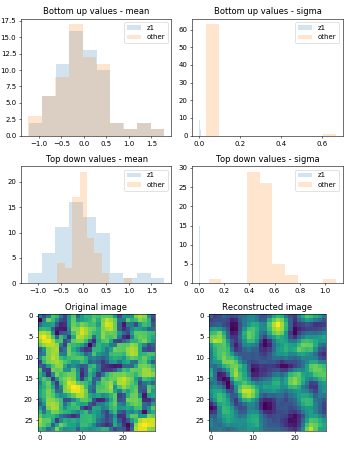 Bottom up values - mean
17.5
15.0
12.5
10.0
7.5
5.0
2.5
0.0
z1
other
−1.0 −0.5 0.0 0.5 1.0 1.5
Bottom up values - sigma
60
50
40
30
20
10
0
z1
other
0.0 0.2 0.4 0.6
Top down values - mean
20
15
10
5
0
z1
other
−1.0 −0.5 0.0 0.5 1.0 1.5
Top down values - sigma
30
25
20
15
10
5
0
z1
other
0.0 0.2 0.4 0.6 0.8 1.0
Original image
0
5
10
15
20
25
0 10 20
Reconstructed image
0
5
10
15
20
25
0 10 20